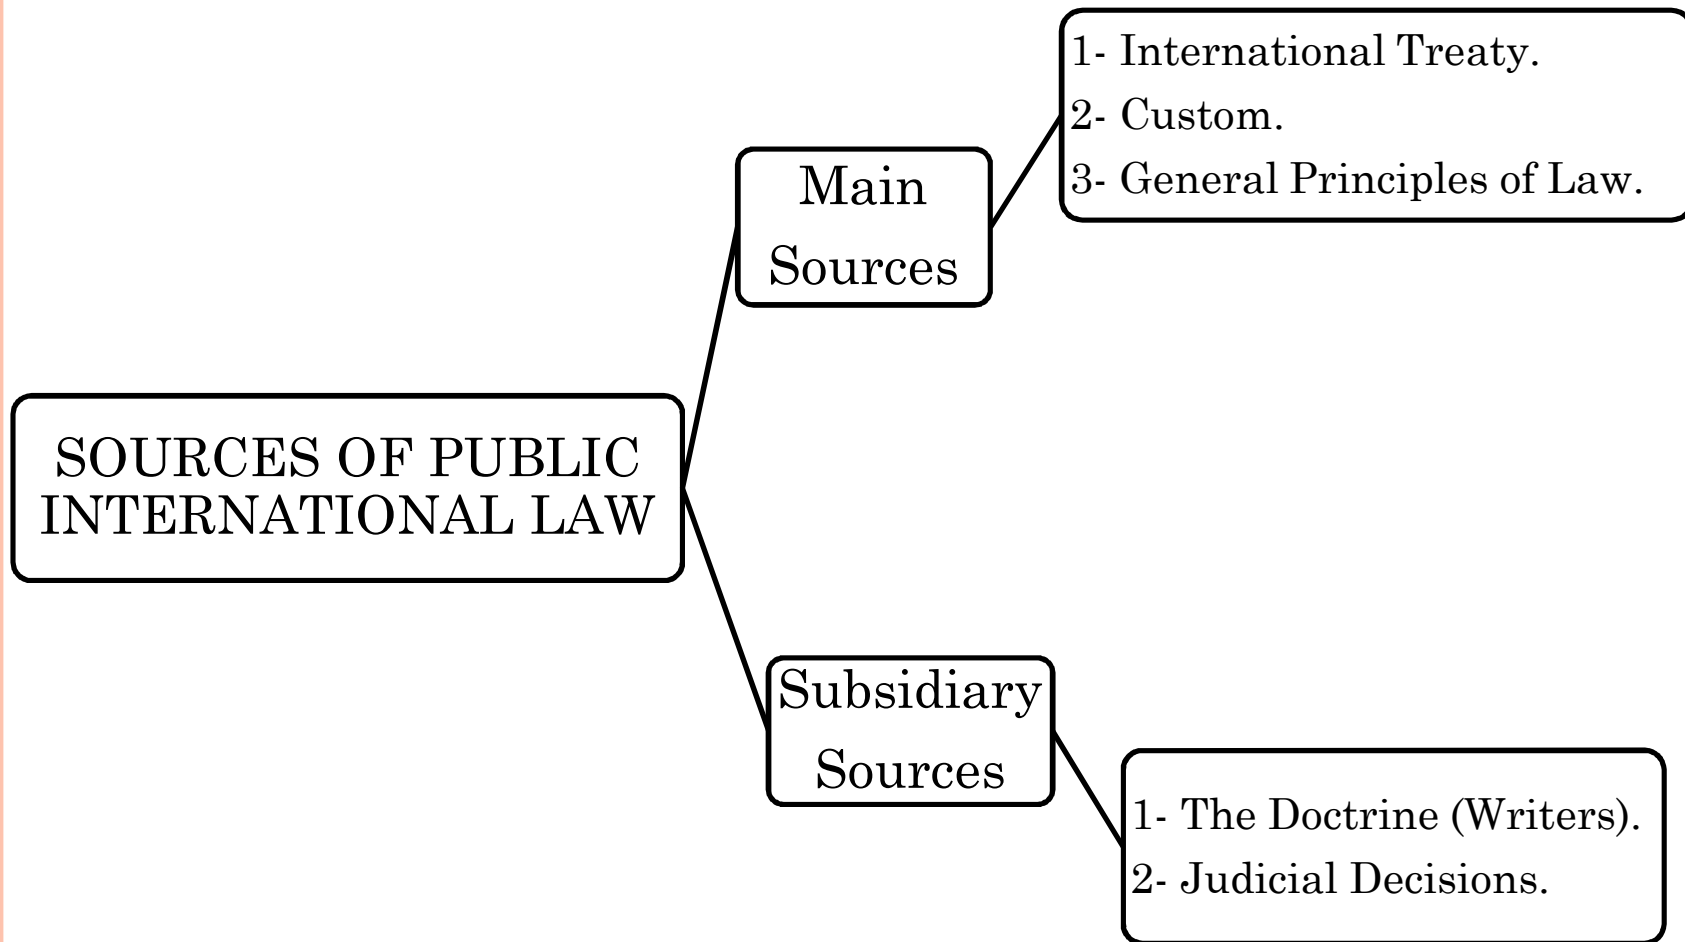 SOURCES OF PUBLIC
INTERNATIONAL LAW
Main
Sources
1- International Treaty.
2- Custom.
3- General Principles of Law.
Subsidiary
Sources
1- The Doctrine (Writers).
2- Judicial Decisions.